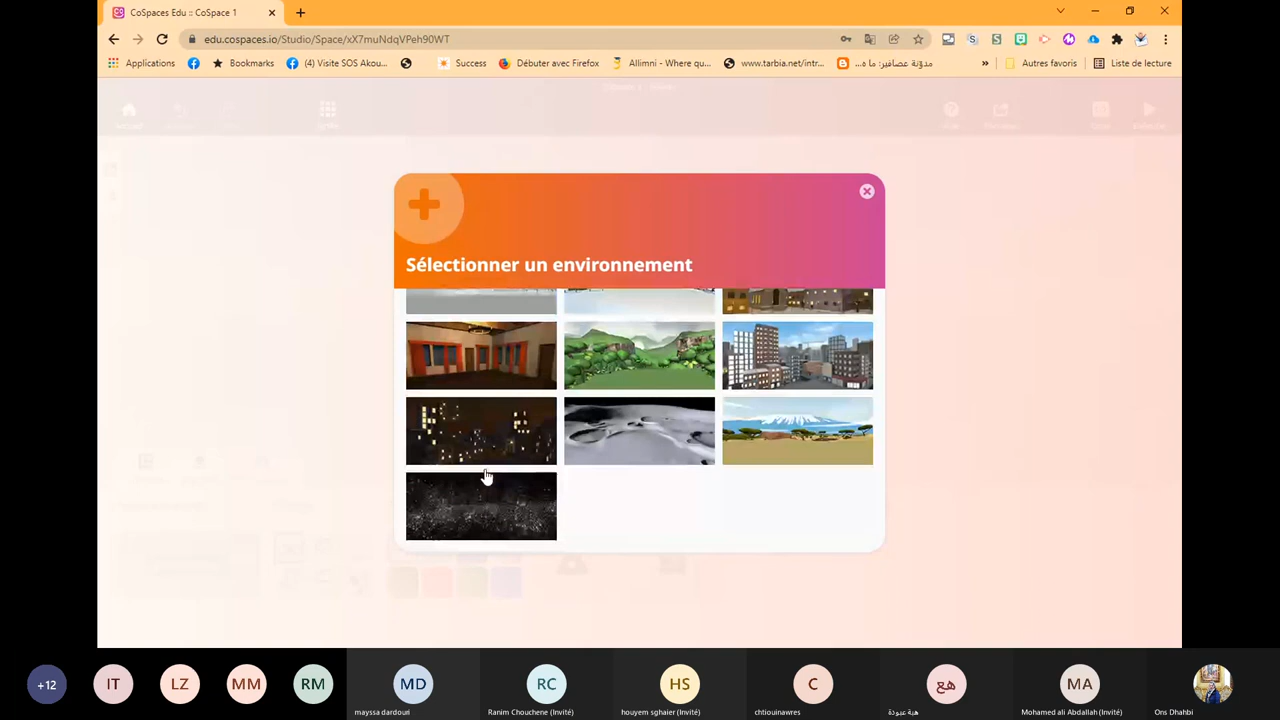 CoSpaces Edu :: CoSpace 1
edu.cospaces.io/Studio/Space/xX7muNdqVPeh90WT
Applications
Bookmarks
(4) Visite SOS Akou...
Success
Débuter avec Firefox
Allimni - Where qu...
www.tarbia.net/intr...
مدوّنة عصافير: ما ه...
»
Autres favoris
Liste de lecture
Sélectionner un environnement
+12
IT
LZ
MM
RM
MD
mayssa dardouri
RC
Ranim Chouchene (Invité)
HS
houyem sghaier (Invité)
C
chtiouinawres
هع
هبة عبودة
MA
Mohamed ali Abdallah (Invité)
Ons Dhahbi